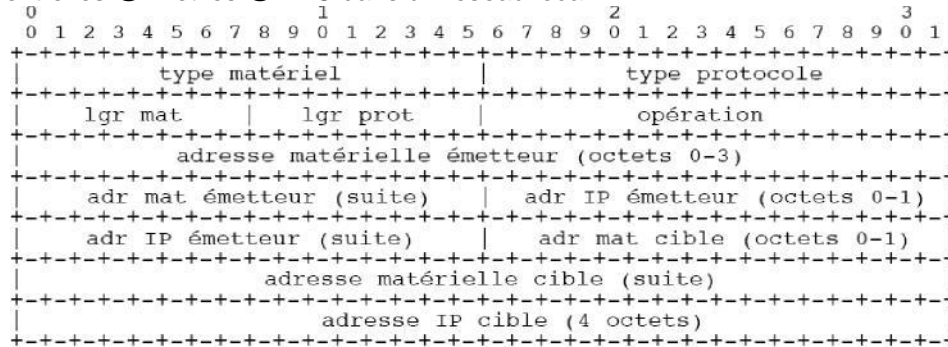 0 1 2 3
0 1 2 3 4 5 6 7 8 9 0 1 2 3 4 5 6 7 8 9 0 1 2 3 4 5 6 7 8 9 0 1
+-+-+-+-+-+-+-+-+-+-+-+-+-+-+-+-+-+-+-+-+-+-+-+-+-+-+-+-+-+-+-+-
| type matériel | type protocole
+-+-+-+-+-+-+-+-+-+-+-+-+-+-+-+-+-+-+-+-+-+-+-+-+-+-+-+-+-+-+-+-
| lgr mat | lgr prot | opération
+-+-+-+-+-+-+-+-+-+-+-+-+-+-+-+-+-+-+-+-+-+-+-+-+-+-+-+-+-+-+-+-
| adresse matérielle émetteur (octets 0-3)
+-+-+-+-+-+-+-+-+-+-+-+-+-+-+-+-+-+-+-+-+-+-+-+-+-+-+-+-+-+-+-+-
| adr mat émetteur (suite) | adr IP émetteur (octets 0-1)
+-+-+-+-+-+-+-+-+-+-+-+-+-+-+-+-+-+-+-+-+-+-+-+-+-+-+-+-+-+-+-+-
| adr IP émetteur (suite) | adr mat cible (octets 0-1)
+-+-+-+-+-+-+-+-+-+-+-+-+-+-+-+-+-+-+-+-+-+-+-+-+-+-+-+-+-+-+-+-
| adresse matérielle cible (suite)
+-+-+-+-+-+-+-+-+-+-+-+-+-+-+-+-+-+-+-+-+-+-+-+-+-+-+-+-+-+-+-+-
| adresse IP cible (4 octets)
+-+-+-+-+-+-+-+-+-+-+-+-+-+-+-+-+-+-+-+-+-+-+-+-+-+-+-+-+-+-+-+-